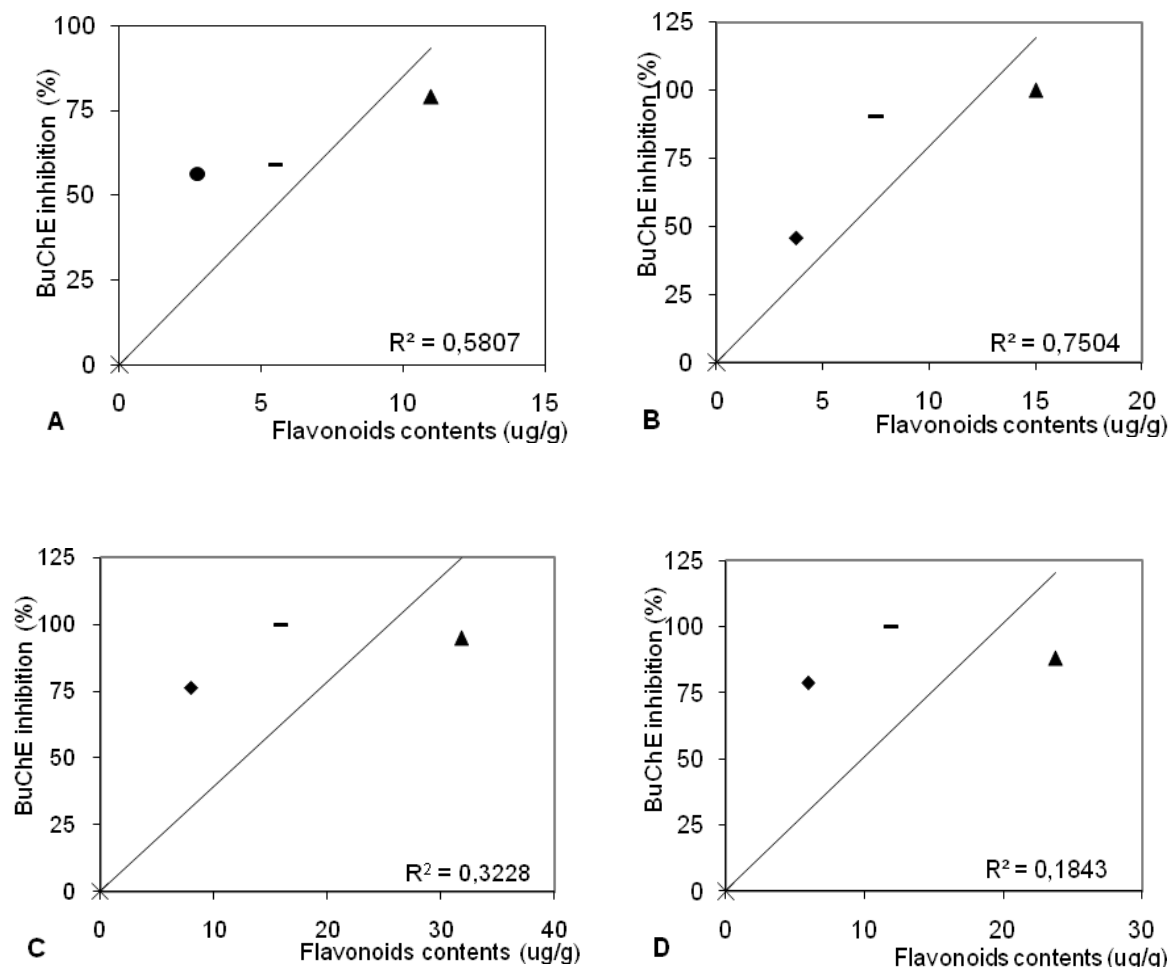 100
75
50
25
0
BuChE inhibition (%)
R² = 0,5807
0 5 10 15
A
Flavonoids contents (ug/g)
125
100
75
50
25
0
BuChE inhibition (%)
R² = 0,7504
0 5 10 15 20
B
Flavonoids contents (ug/g)
125
100
75
50
25
0
BuChE inhibition (%)
R² = 0,3228
0 10 20 30 40
C
Flavonoids contents (ug/g)
125
100
75
50
25
0
BuChE inhibition (%)
R² = 0,1843
0 10 20 30
D
Flavonoids contents (ug/g)